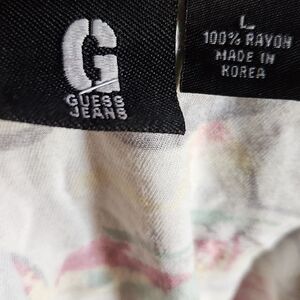 G
GUESS
JEANS
L
100% RAYON
MADE IN
KOREA